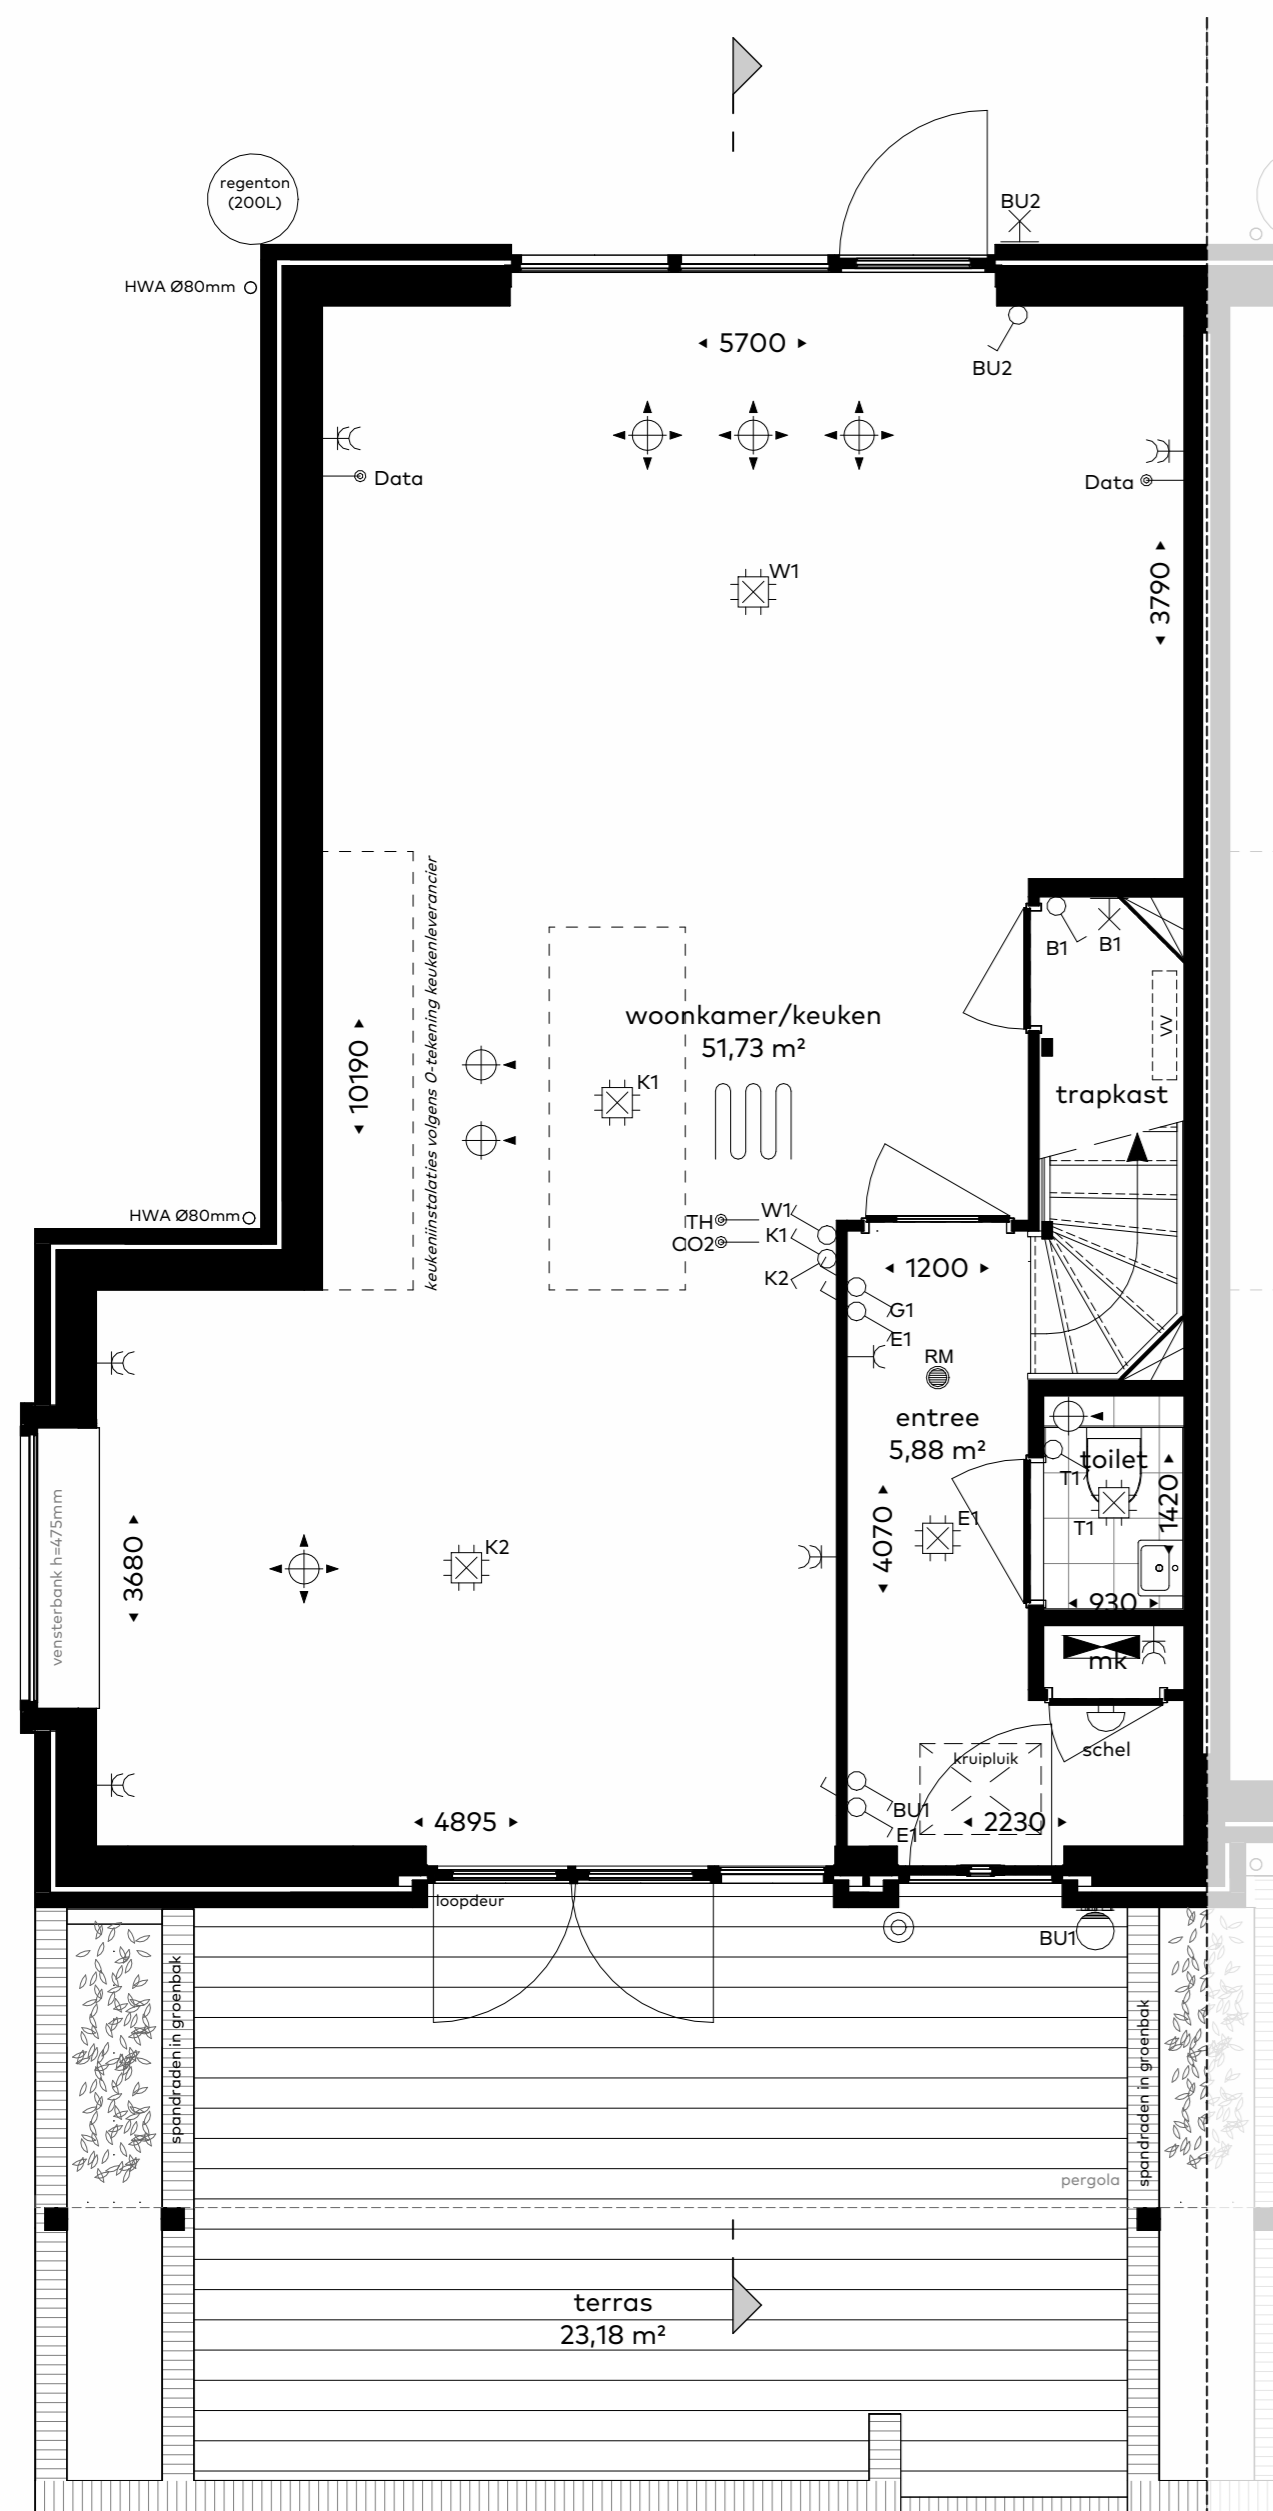 regenton
(200L)
BU2
HWA Ø80mm
5700
BU2
Data
Data
W1
3790
keukeniinstalaties volgens 0-tekening keukenleverancier
B1
B1
woonkamer/keuken
51,73 m²
VV
10190
K1
trapkast
HWA Ø80mm
TH
W1
CO2
K1
K2
1200
G1
E1
RM
entree
5,88 m²
toilet
T1
T1
1420
vensterbank h=475mm
3680
K2
4070
E1
930
mk
schel
kruipluik
BU1
4895
2230
E1
loopdeur
BU1
spandraden in groenbak
spandraden in groenbak
pergola
terras
23,18 m²